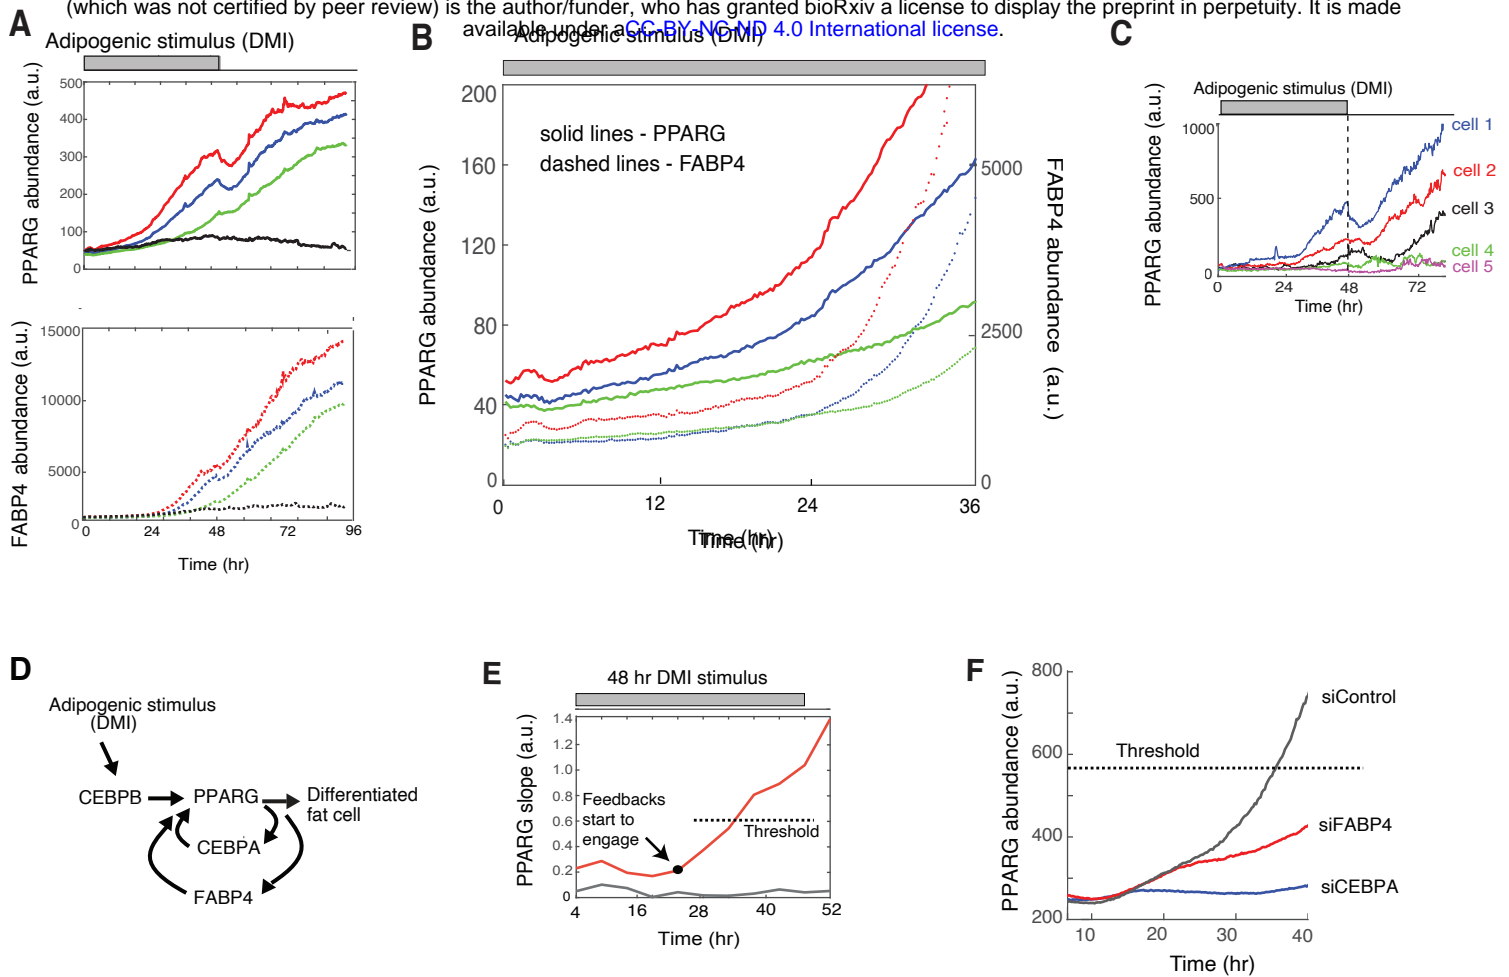 (which was not certified by peer review) is the author/funder, who has granted bioRxiv a license to display the preprint in perpetuity. It is made
available under aCC-BY-NC-ND 4.0 International license.
A
Adipogenic stimulus (DMI)
PPARG abundance (a.u.)
500
400
300
200
100
0
FABP4 abundance (a.u.)
15000
10000
5000
0
0 24 48 72 96
Time (hr)
B
Adipogenic stimulus (DMI)
solid lines - PPARG
dashed lines - FABP4
PPARG abundance (a.u.)
200
160
120
80
40
0
FABP4 abundance (a.u.)
5000
2500
0
0 12 24 36
Time (hr)
Time (hr)
C
Adipogenic stimulus (DMI)
PPARG abundance (a.u.)
1000
500
0
cell 1
cell 2
cell 3
cell 4
cell 5
0 24 48 72
Time (hr)
D
Adipogenic stimulus
(DMI)
CEBPB
PPARG
Differentiated
fat cell
CEBPA
FABP4
E
48 hr DMI stimulus
PPARG slope (a.u.)
1.4
1.2
1.0
0.8
0.6
0.4
0.2
0
Feedbacks
start to
engage
Threshold
4 16 28 40 52
Time (hr)
F
PPARG abundance (a.u.)
800
600
400
200
Threshold
siControl
siFABP4
siCEBPA
10 20 30 40
Time (hr)